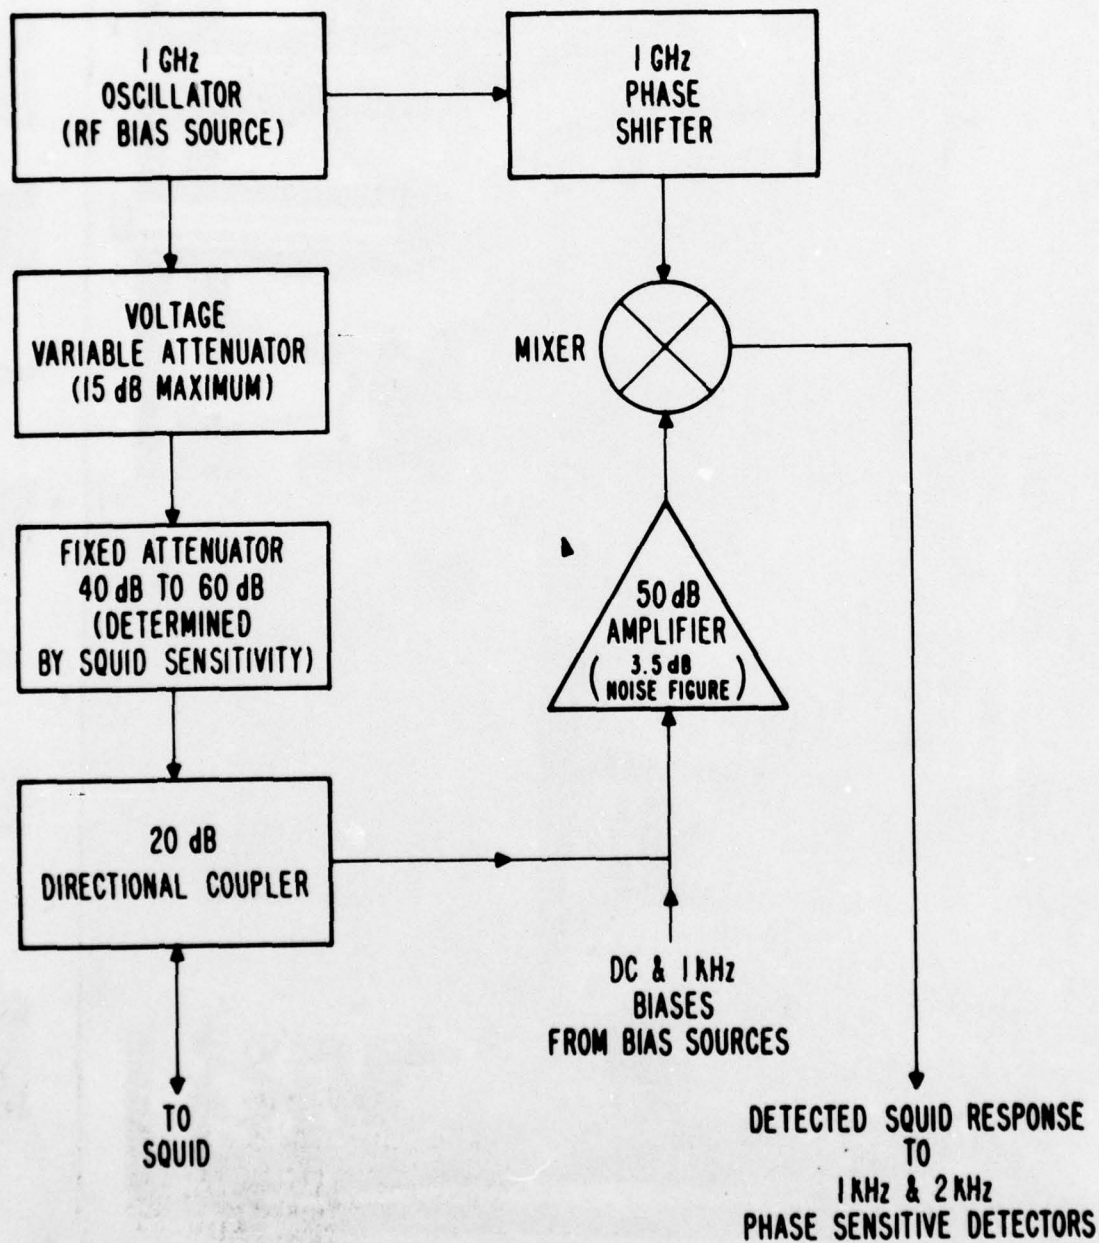 1 GHz
OSCILLATOR
(RF BIAS SOURCE)
1 GHz
PHASE
SHIFTER
VOLTAGE
VARIABLE ATTENUATOR
(15 dB MAXIMUM)
MIXER
FIXED ATTENUATOR
40 dB TO 60 dB
(DETERMINED
BY SQUID SENSITIVITY)
50 dB
AMPLIFIER
( 3.5 dB
NOISE FIGURE )
20 dB
DIRECTIONAL COUPLER
DC & 1 KHz
BIASES
FROM BIAS SOURCES
TO
SQUID
DETECTED SQUID RESPONSE
TO
1 KHz & 2 KHz
PHASE SENSITIVE DETECTORS